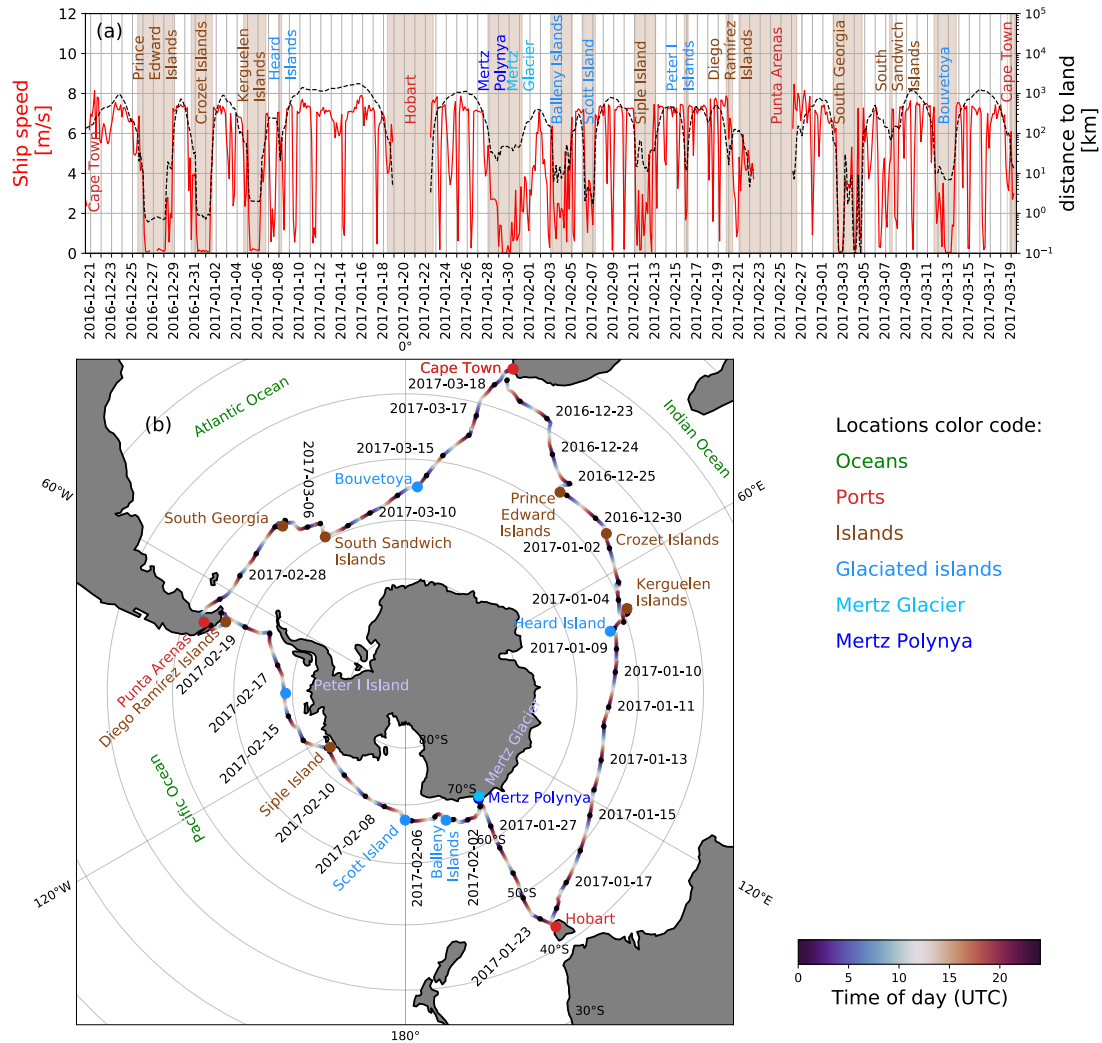 (a)
Ship speed
[m/s]
12
10
8
6
4
2
0
Cape Town
Prince
Edward
Islands
Crozet Islands
Kerguelen
Islands
Heard
Islands
Hobart
Mertz
Polynya
Mertz
Glacier
Balleny Islands
Scott Island
Siple Island
Peter I
Islands
Diego
Ramírez
Islands
Punta Arenas
South Georgia
South
Sandwich
Islands
Bouvetoya
Cape Town
10^5
10^4
10^3
10^2
10^1
10^0
10^−1
distance to land
[km]
2016-12-21
2016-12-23
2016-12-25
2016-12-27
2016-12-29
2016-12-31
2017-01-02
2017-01-04
2017-01-06
2017-01-08
2017-01-10
2017-01-12
2017-01-14
2017-01-16
2017-01-18
2017-01-20
2017-01-22
2017-01-24
2017-01-26
2017-01-28
2017-01-30
2017-02-01
2017-02-03
2017-02-05
2017-02-07
2017-02-09
2017-02-11
2017-02-13
2017-02-15
2017-02-17
2017-02-19
2017-02-21
2017-02-23
2017-02-25
2017-02-27
2017-03-01
2017-03-03
2017-03-05
2017-03-07
2017-03-09
2017-03-11
2017-03-13
2017-03-15
2017-03-17
2017-03-19
0°
(b)
Cape Town
2017-03-18
Atlantic Ocean
2017-03-17
2016-12-23
Indian Ocean
2016-12-24
2017-03-15
2016-12-25
2017-03-06
Bouvetoya
60°W
60°E
Prince
Edward
Islands
2017-03-10
2016-12-30
South Georgia
Crozet Islands
South Sandwich
Islands
2017-01-02
2017-02-28
Kerguelen
Islands
2017-01-04
Heard Island
2017-01-09
Punta Arenas
Diego Ramírez Islands
2017-02-19
2017-01-10
Peter I Island
2017-02-17
2017-01-11
2017-02-15
Mertz Glacier
80°S
2017-01-13
Pacific Ocean
Siple Island
70°S
Mertz Polynya
2017-02-10
2017-01-15
2017-01-27
2017-02-08
Scott Island
2017-02-06
Balleny
Islands
2017-02-02
60°S
2017-01-17
120°W
50°S
120°E
Hobart
2017-01-23
40°S
30°S
180°
Locations color code:
Oceans
Ports
Islands
Glaciated islands
Mertz Glacier
Mertz Polynya
0
5
10
15
20
Time of day (UTC)